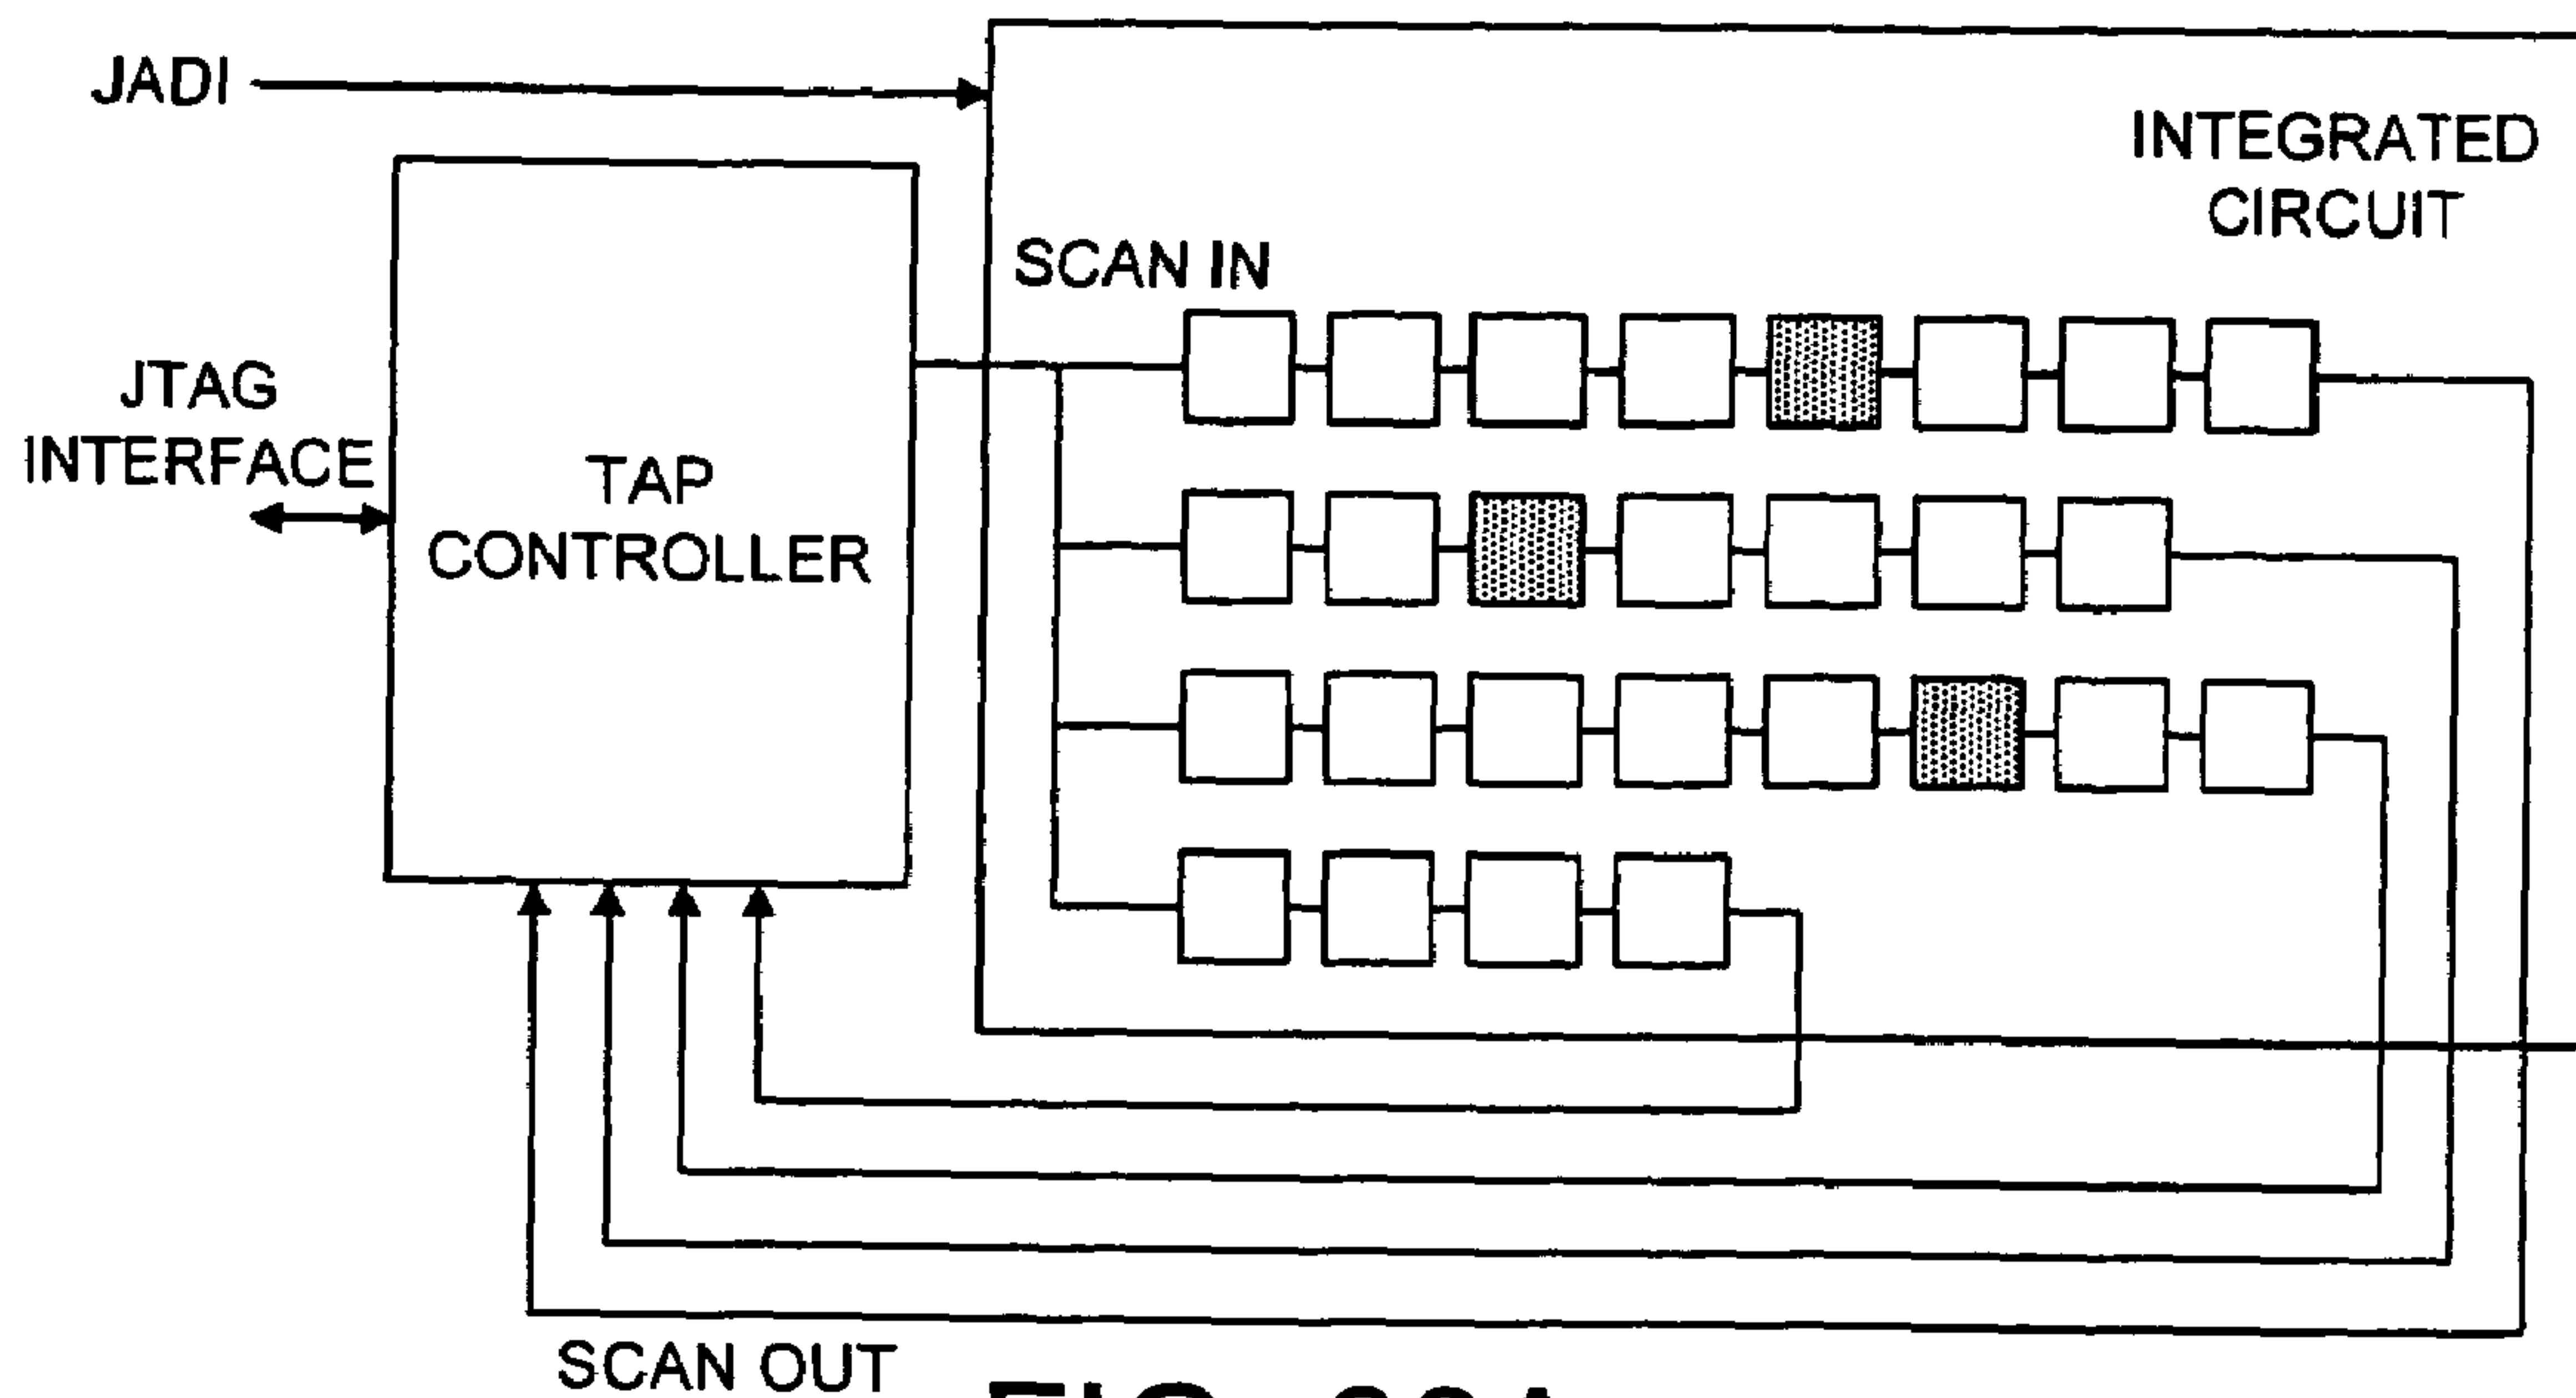 JADI
INTEGRATED
CIRCUIT
SCAN IN
JTAG
INTERFACE
TAP
CONTROLLER
SCAN OUT